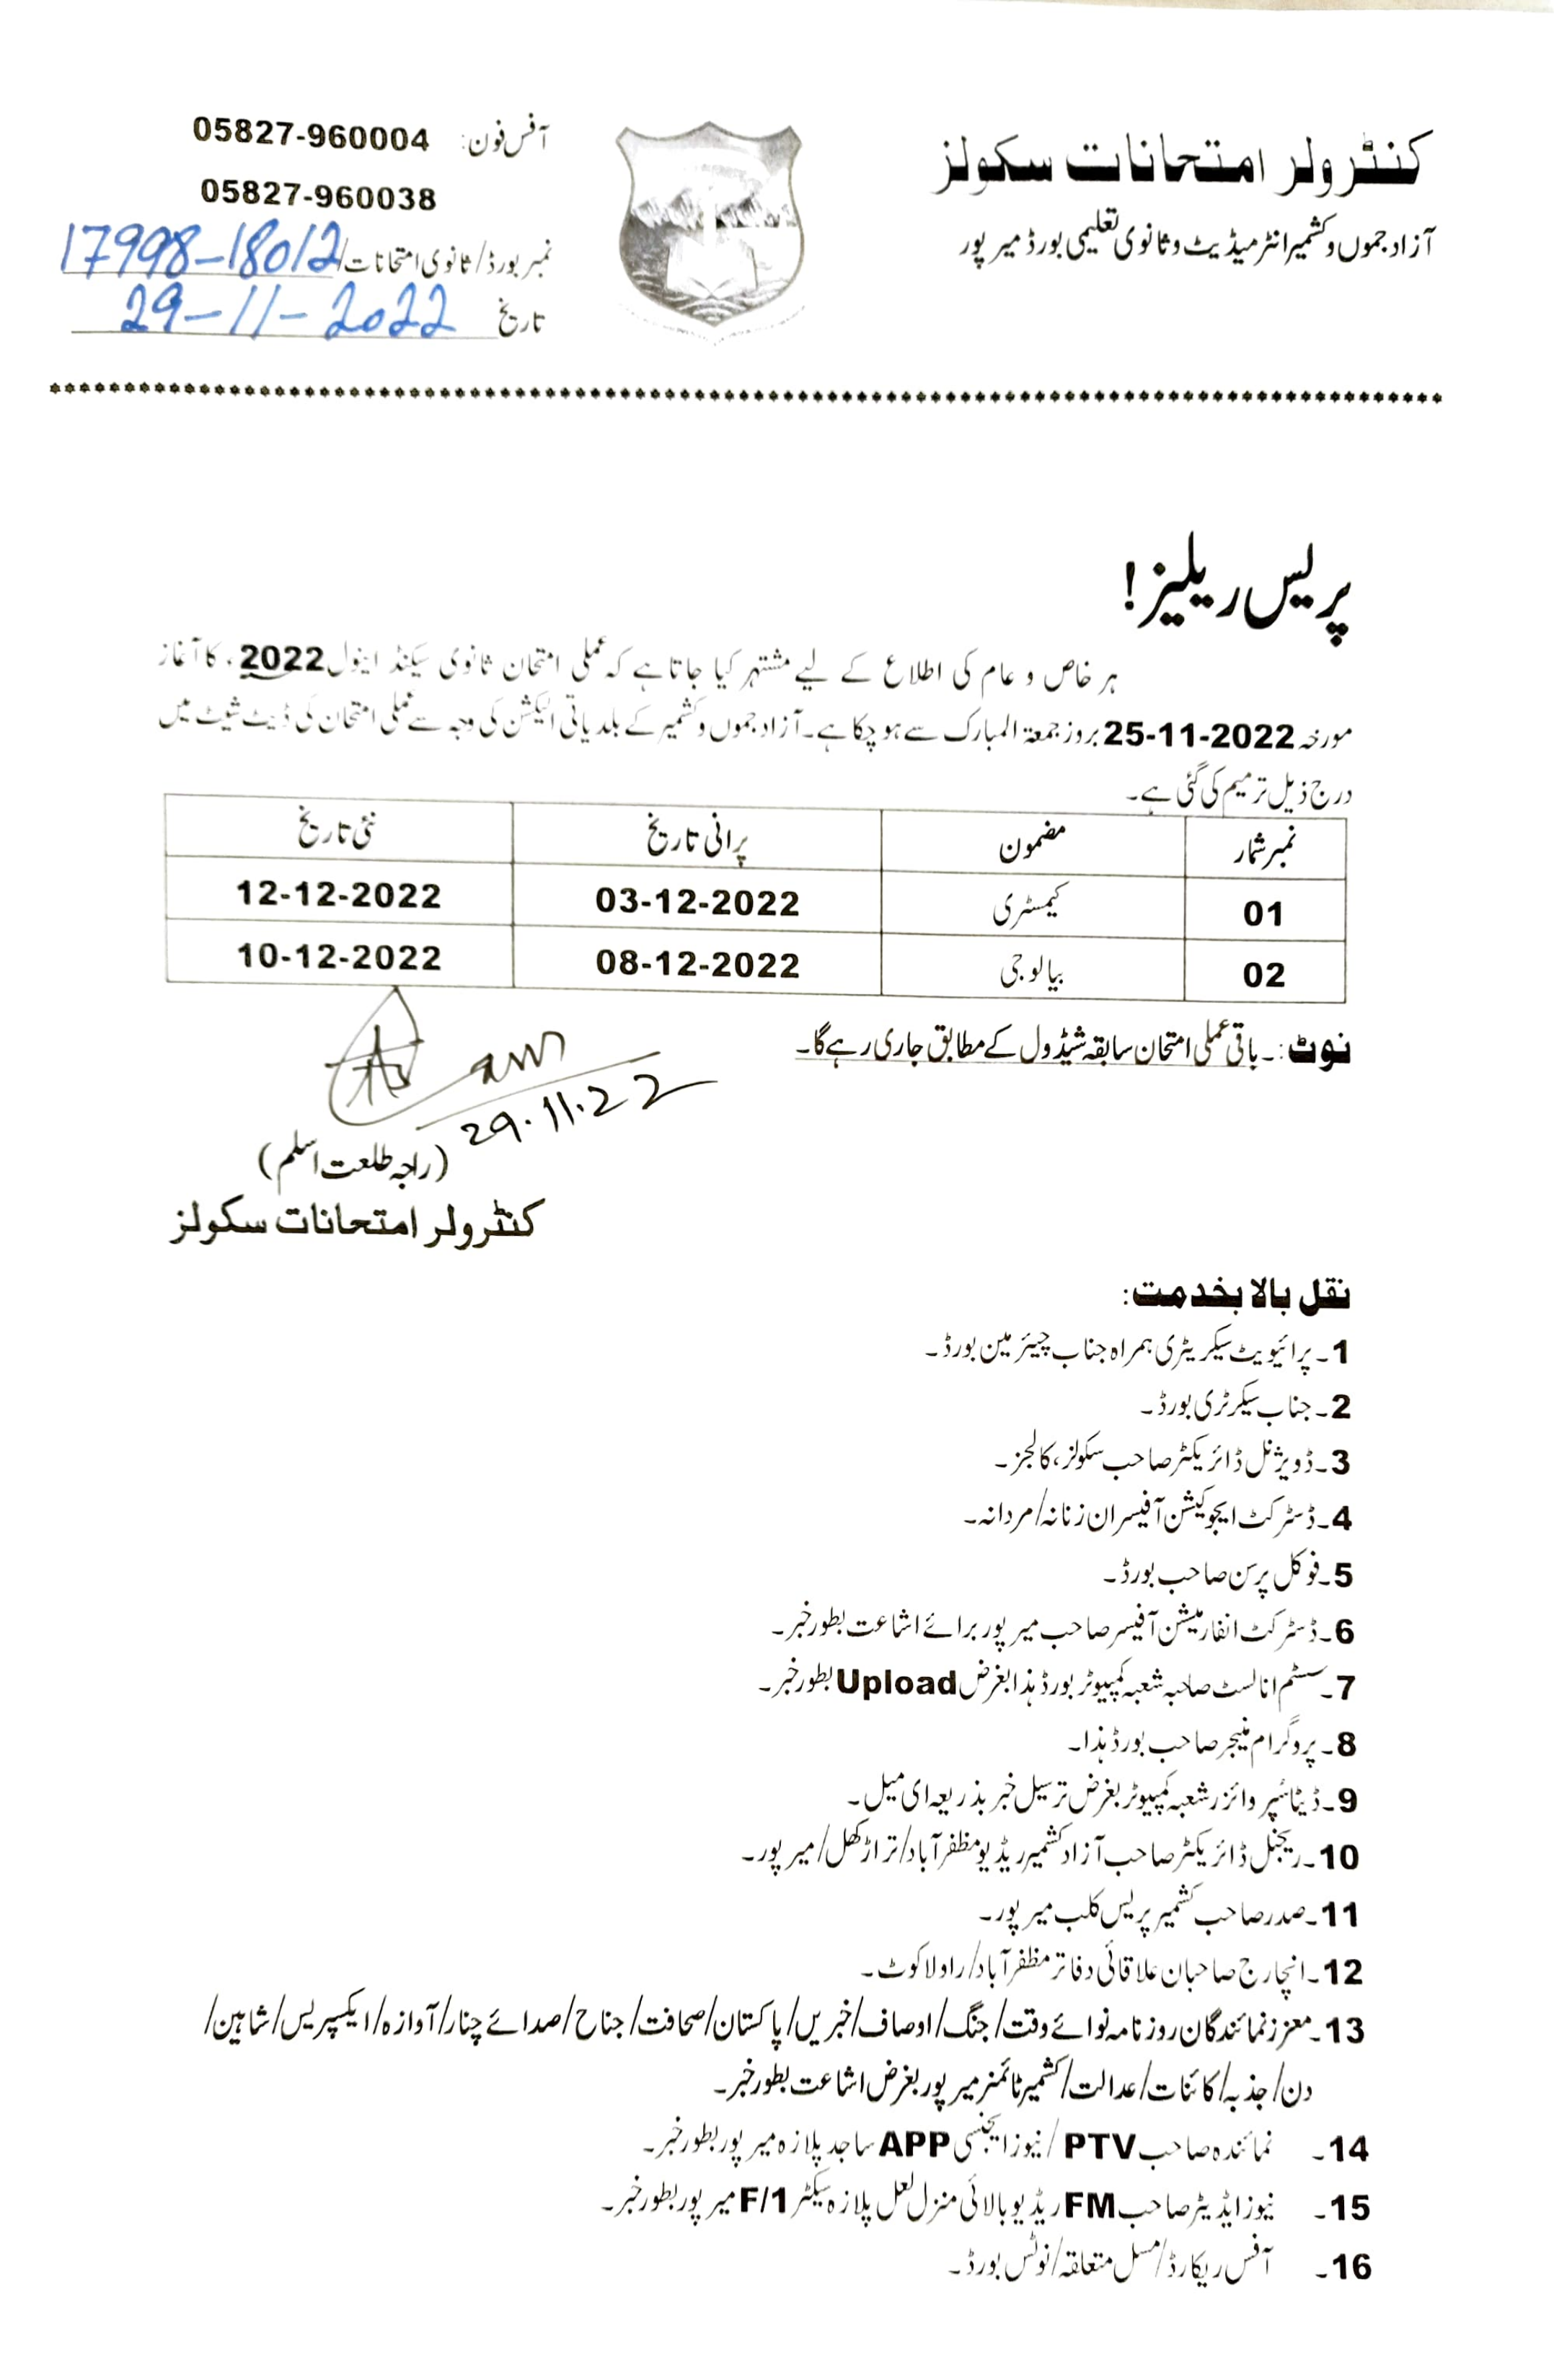 کنٹرولر امتحانات سکولز
آزاد جموں و کشمیر انٹرمیڈیٹ و ثانوی تعلیمی بورڈ میرپور
آفس فون: 05827-960004
05827-960038
نمبر بورڈ/ثانوی امتحانات/17998-18012
تاریخ 29-11-2022
پریس ریلیز!
ہر خاص و عام کی اطلاع کے لیے مشتہر کیا جاتا ہے کہ عملی امتحان ثانوی سیکنڈ اینول 2022ء کا آغاز
مورخہ 25-11-2022 بروز جمعۃ المبارک سے ہو چکا ہے۔ آزاد جموں و کشمیر کے بلدیاتی الیکشن کی وجہ سے عملی امتحان کی ڈیٹ شیٹ میں
درج ذیل ترمیم کی گئی ہے۔
نمبر شمار مضمون پرانی تاریخ نئی تاریخ
01 کیمسٹری 03-12-2022 12-12-2022
02 بیالوجی 08-12-2022 10-12-2022
نوٹ:۔ باقی عملی امتحان سابقہ شیڈول کے مطابق جاری رہے گا۔
29.11.22
(راجہ طلعت اسلم)
کنٹرولر امتحانات سکولز
نقل بالا بخدمت:
1۔ پرائیویٹ سیکریٹری ہمراہ جناب چیئرمین بورڈ۔
2۔ جناب سیکرٹری بورڈ۔
3۔ ڈویژنل ڈائریکٹر صاحب سکولز، کالجز۔
4۔ ڈسٹرکٹ ایجوکیشن آفیسران زنانہ/مردانہ۔
5۔ فوکل پرسن صاحب بورڈ۔
6۔ ڈسٹرکٹ انفارمیشن آفیسر صاحب میرپور برائے اشاعت بطور خبر۔
7۔ سسٹم انالسٹ صاحبہ شعبہ کمپیوٹر بورڈ ہذا بغرض Upload بطور خبر۔
8۔ پروگرام منیجر صاحب بورڈ ہذا۔
9۔ ڈیٹا سپروائزر شعبہ کمپیوٹر بغرض ترسیل خبر بذریعہ ای میل۔
10۔ ریجنل ڈائریکٹر صاحب آزاد کشمیر ریڈیو مظفرآباد/تراڑکھل/میرپور۔
11۔ صدر صاحب کشمیر پریس کلب میرپور۔
12۔ انچارج صاحبان علاقائی دفاتر مظفرآباد/راولاکوٹ۔
13۔ معزز نمائندگان روزنامہ نوائے وقت/جنگ/اوصاف/خبریں/پاکستان/صحافت/جناح/صدائے چنار/آوازہ/ایکسپریس/شاہین/
دن/جذبہ/کائنات/عدالت/کشمیر ٹائمنر میرپور بغرض اشاعت بطور خبر۔
14۔ نمائندہ صاحب PTV/نیوز ایجنسی APP ساجد پلازہ میرپور بطور خبر۔
15۔ نیوز ایڈیٹر صاحب FM ریڈیو بالائی منزل لعل پلازہ سیکٹر F/1 میرپور بطور خبر۔
16۔ آفس ریکارڈ/مسل متعلقہ/نوٹس بورڈ۔